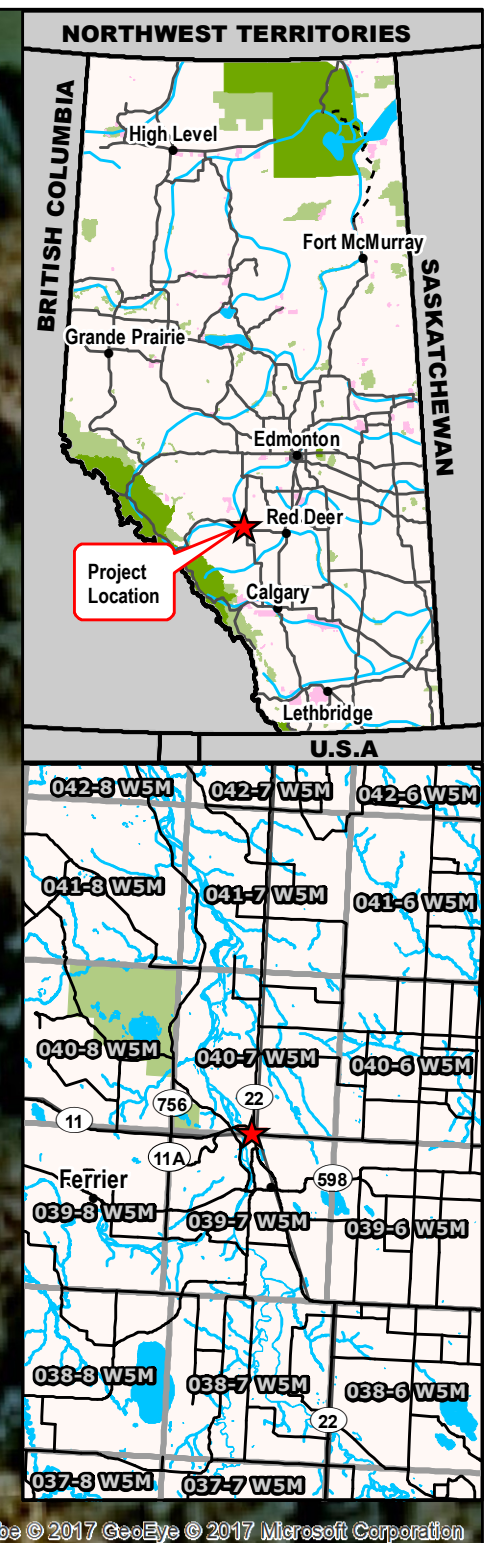 NORTHWEST TERRITORIES
BRITISH COLUMBIA
High Level
Fort McMurray
SASKATCHEWAN
Grande Prairie
Edmonton
Red Deer
Project
Location
Calgary
Lethbridge
U.S.A
042-8 W5M
042-7 W5M
042-6 W5M
041-8 W5M
041-7 W5M
041-6 W5M
040-8 W5M
040-7 W5M
040-6 W5M
756
22
11
11A
598
Ferrier
039-8 W5M
039-7 W5M
039-6 W5M
038-8 W5M
038-7 W5M
038-6 W5M
22
037-8 W5M
037-7 W5M
© 2017 GeoEye © 2017 Microsoft Corporation